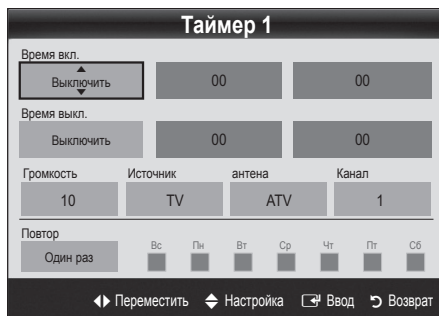 Таймер 1
Время вкл.
Выключить 00 00
Время выкл.
Выключить 00 00
Громкость Источник антена Канал
10 TV ATV 1
Повтор
Один раз Вс Пн Вт Ср Чт Пт Сб
Переместить Настройка Ввод Возврат